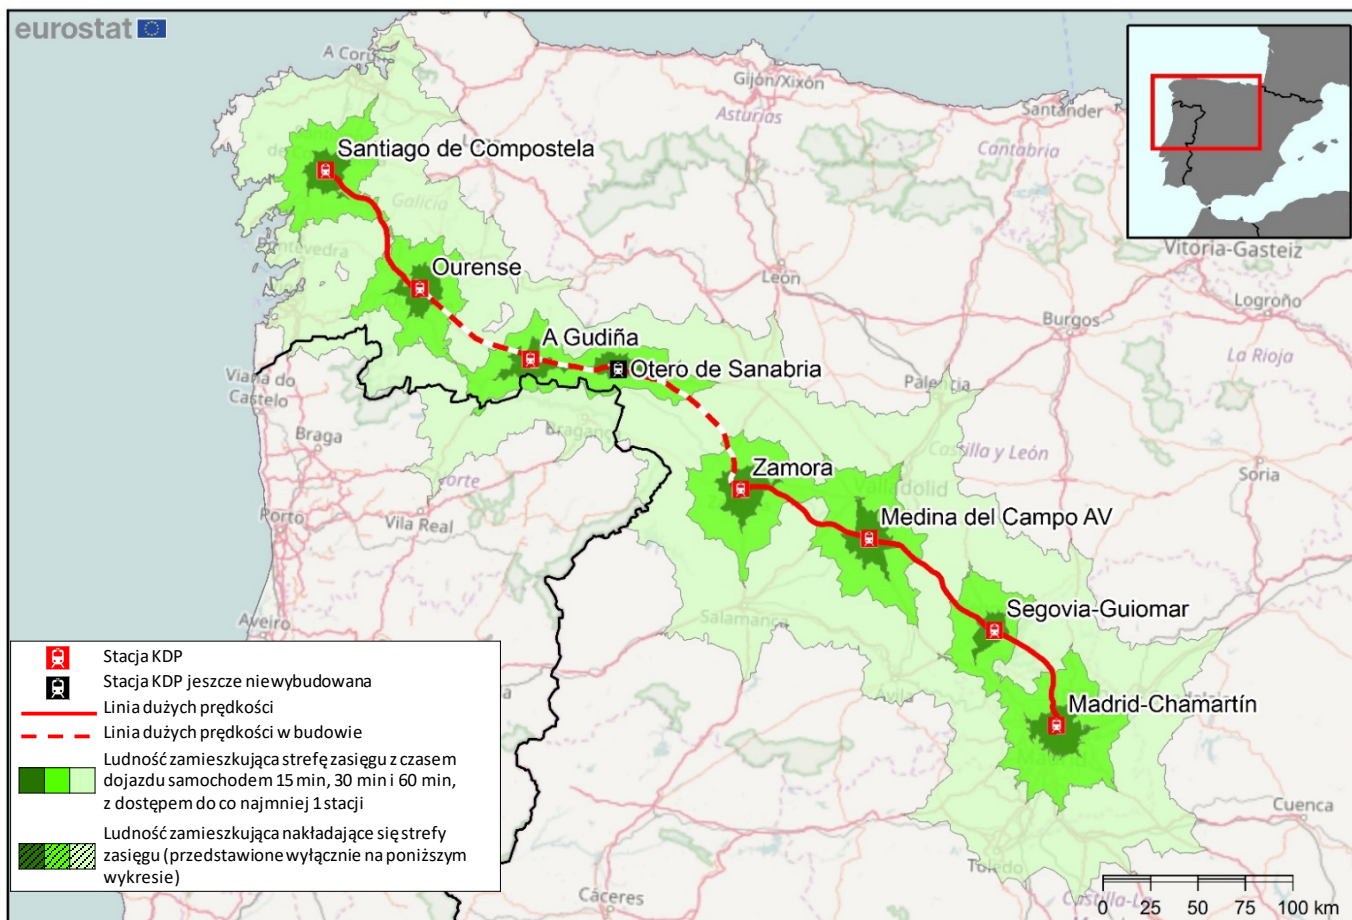 eurostat
A Coruña
Gijón/Xixón
Santander
Asturias
Cantabria
Santiago de Compostela
Vitoria-Gasteiz
Galicia
Pontevedra
León
Logroño
Ourense
Burgos
A Gudiña
La Rioja
Otero de Sanabria
Viana do
Castelo
Palencia
Bragança
Braga
Castilla y León
Soria
Zamora
Valladolid
Porto
Vila Real
Medina del Campo AV
Salamanca
Segovia-Guiomar
Aveiro
Ávila
Madrid-Chamartín
Madrid
Cuenca
Toledo
Cáceres
Stacja KDP
Stacja KDP jeszcze niewybudowana
Linia dużych prędkości
Linia dużych prędkości w budowie
Ludność zamieszkująca strefę zasięgu z czasem
dojazdu samochodem 15 min, 30 min i 60 min,
z dostępem do co najmniej 1 stacji
Ludność zamieszkująca nakładające się strefy
zasięgu (przedstawione wyłącznie na poniższym
wykresie)
0 25 50 75 100 km